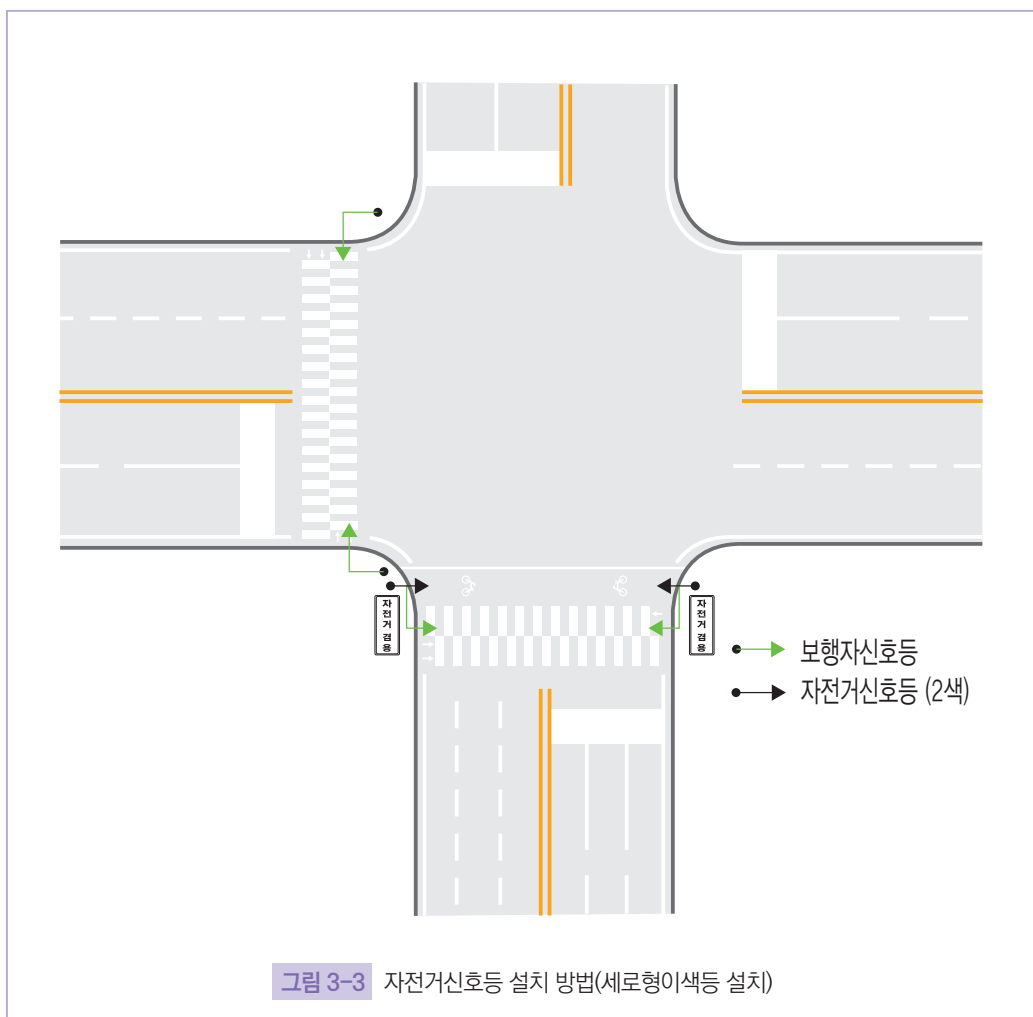 자전거 겸용
자전거 겸용
보행자신호등
자전거신호등 (2색)
그림 3-3 자전거신호등 설치 방법(세로형이색등 설치)